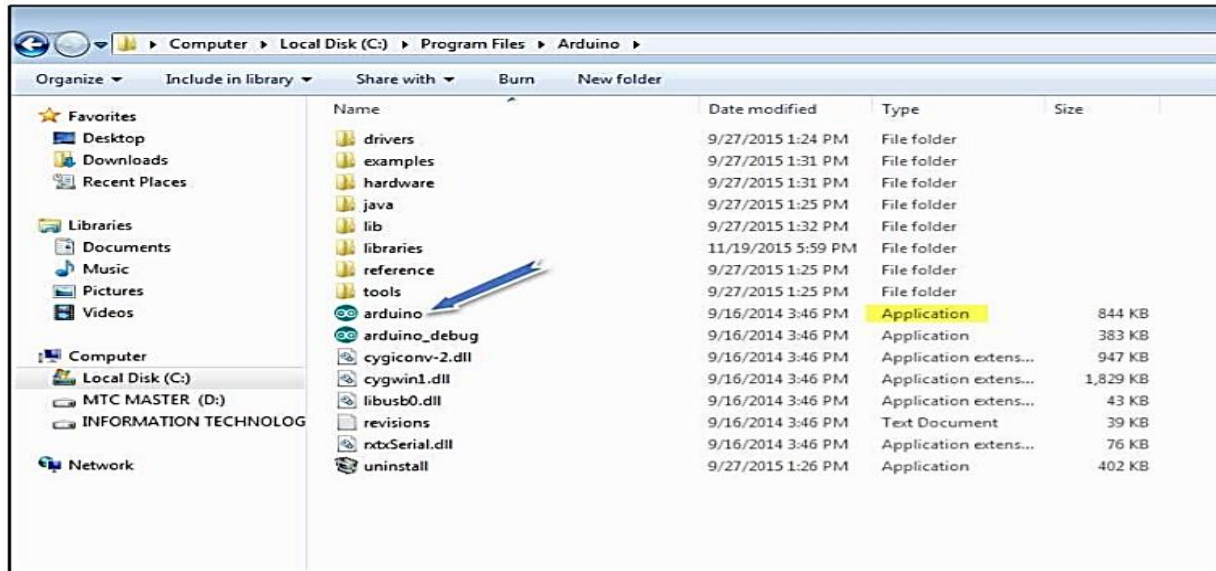 Computer Local Disk (C:) Program Files Arduino
Organize Include in library Share with Burn New folder
Favorites
Desktop
Downloads
Recent Places
Libraries
Documents
Music
Pictures
Videos
Computer
Local Disk (C:)
MTC MASTER (D:)
INFORMATION TECHNOLOG
Network
Name Date modified Type Size
drivers 9/27/2015 1:24 PM File folder
examples 9/27/2015 1:31 PM File folder
hardware 9/27/2015 1:31 PM File folder
java 9/27/2015 1:25 PM File folder
lib 9/27/2015 1:32 PM File folder
libraries 11/19/2015 5:59 PM File folder
reference 9/27/2015 1:25 PM File folder
tools 9/27/2015 1:25 PM File folder
arduino 9/16/2014 3:46 PM Application 844 KB
arduino_debug 9/16/2014 3:46 PM Application 383 KB
cygiconv-2.dll 9/16/2014 3:46 PM Application extens... 947 KB
cygwin1.dll 9/16/2014 3:46 PM Application extens... 1,829 KB
libusb0.dll 9/16/2014 3:46 PM Application extens... 43 KB
revisions 9/16/2014 3:46 PM Text Document 39 KB
rxtxSerial.dll 9/16/2014 3:46 PM Application extens... 76 KB
uninstall 9/27/2015 1:26 PM Application 402 KB